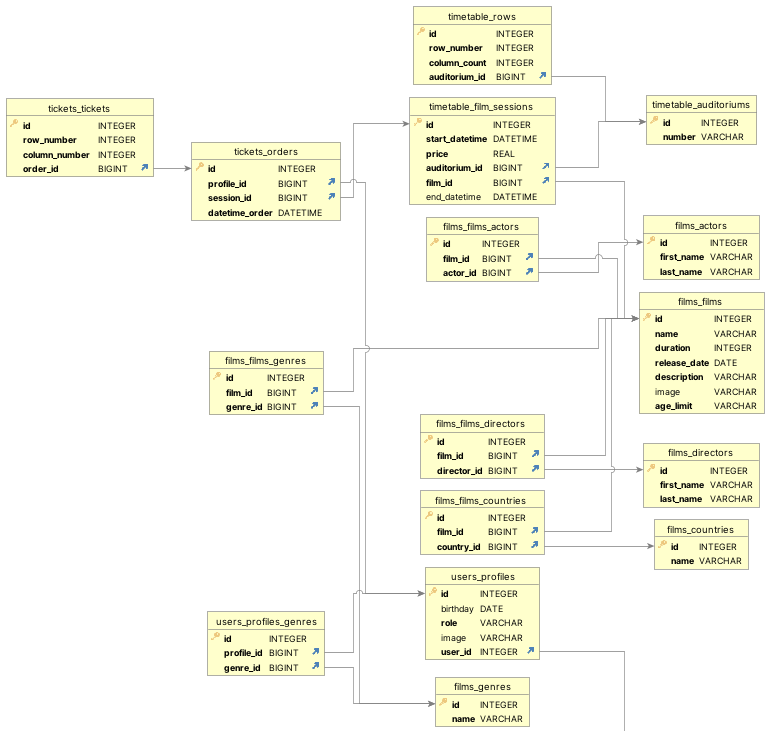 timetable_rows
id INTEGER
row_number INTEGER
column_count INTEGER
auditorium_id BIGINT
tickets_tickets
id INTEGER
row_number INTEGER
column_number INTEGER
order_id BIGINT
timetable_film_sessions
id INTEGER
start_datetime DATETIME
price REAL
auditorium_id BIGINT
film_id BIGINT
end_datetime DATETIME
timetable_auditoriums
id INTEGER
number VARCHAR
tickets_orders
id INTEGER
profile_id BIGINT
session_id BIGINT
datetime_order DATETIME
films_films_actors
id INTEGER
film_id BIGINT
actor_id BIGINT
films_actors
id INTEGER
first_name VARCHAR
last_name VARCHAR
films_films
id INTEGER
name VARCHAR
duration INTEGER
release_date DATE
description VARCHAR
image VARCHAR
age_limit VARCHAR
films_films_genres
id INTEGER
film_id BIGINT
genre_id BIGINT
films_films_directors
id INTEGER
film_id BIGINT
director_id BIGINT
films_directors
id INTEGER
first_name VARCHAR
last_name VARCHAR
films_films_countries
id INTEGER
film_id BIGINT
country_id BIGINT
films_countries
id INTEGER
name VARCHAR
users_profiles
id INTEGER
birthday DATE
role VARCHAR
image VARCHAR
user_id INTEGER
users_profiles_genres
id INTEGER
profile_id BIGINT
genre_id BIGINT
films_genres
id INTEGER
name VARCHAR